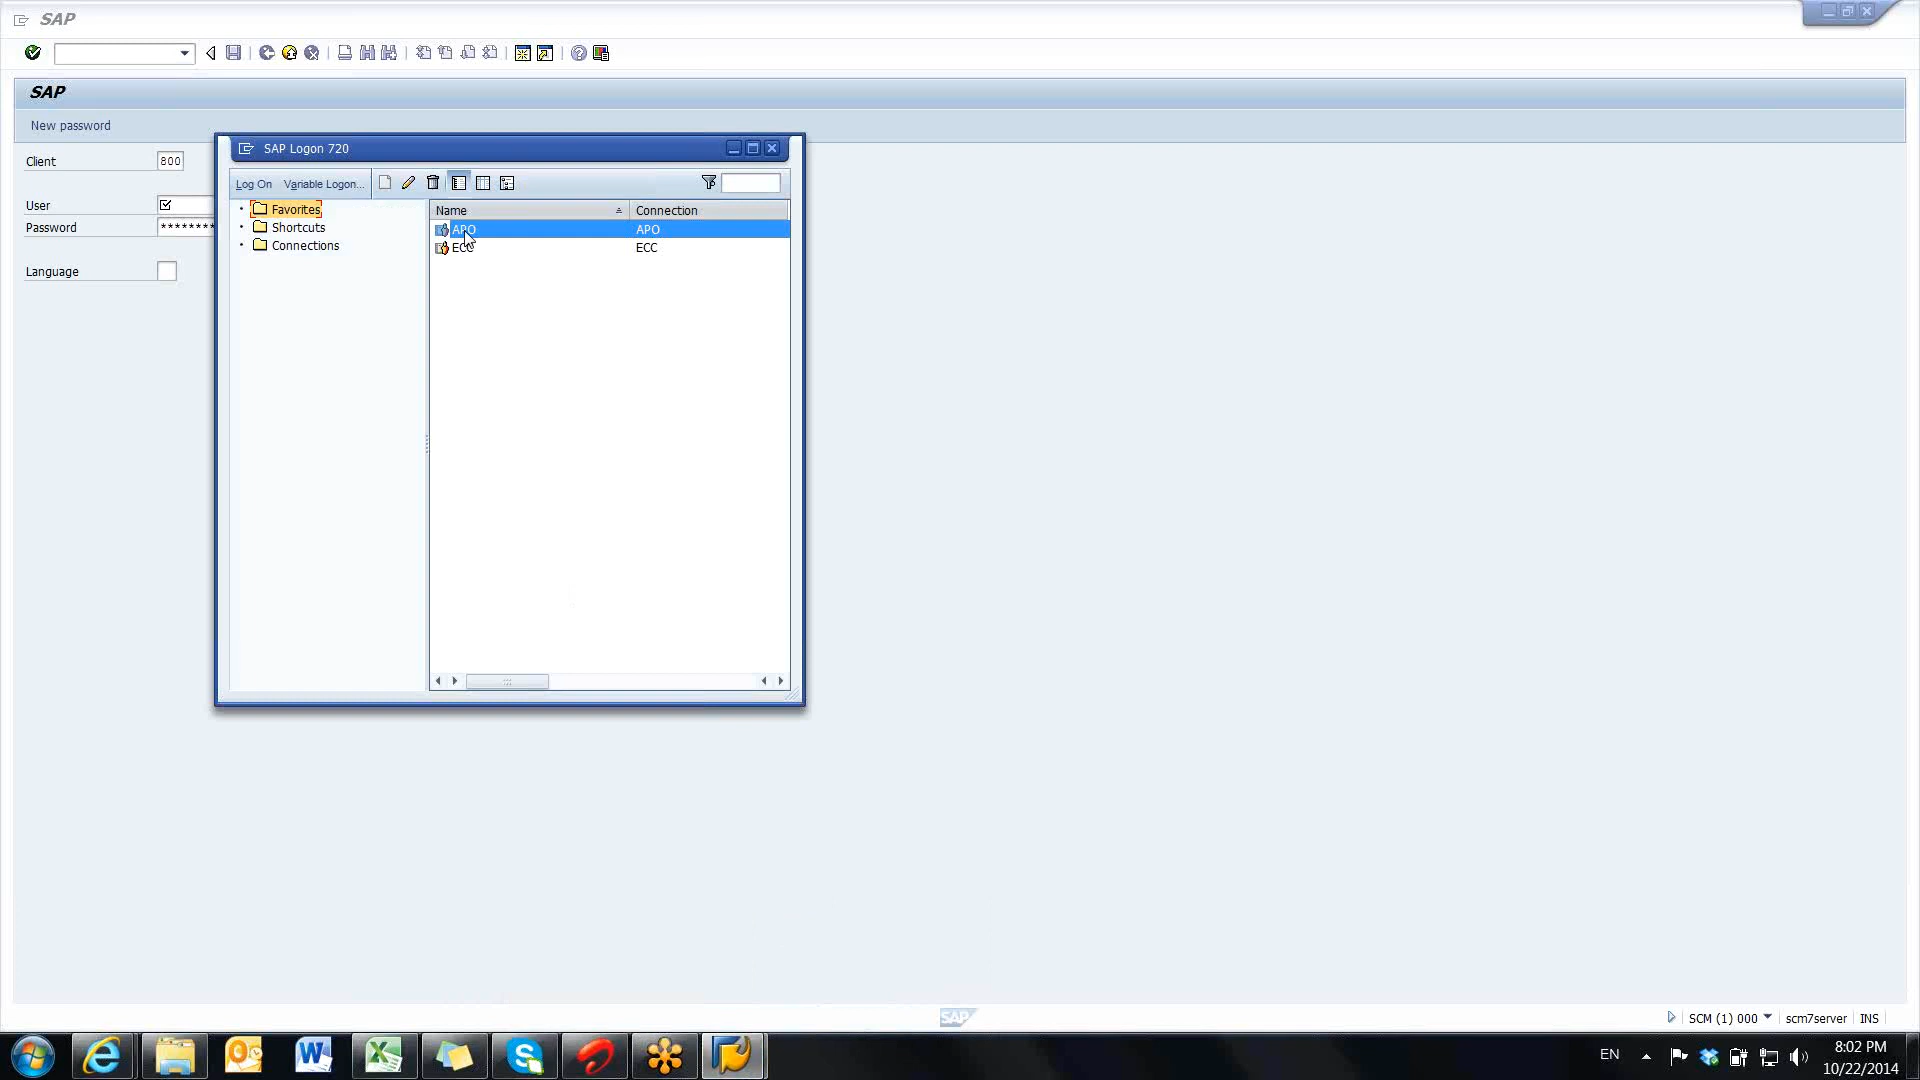 SAP
SAP
New password
Client 800
User
Password ********
Language
SAP Logon 720
Log On Variable Logon...
Favorites
Shortcuts
Connections
Name Connection
APO APO
ECC ECC
SAP
SCM (1) 000 scm7server INS
EN
8:02 PM
10/22/2014